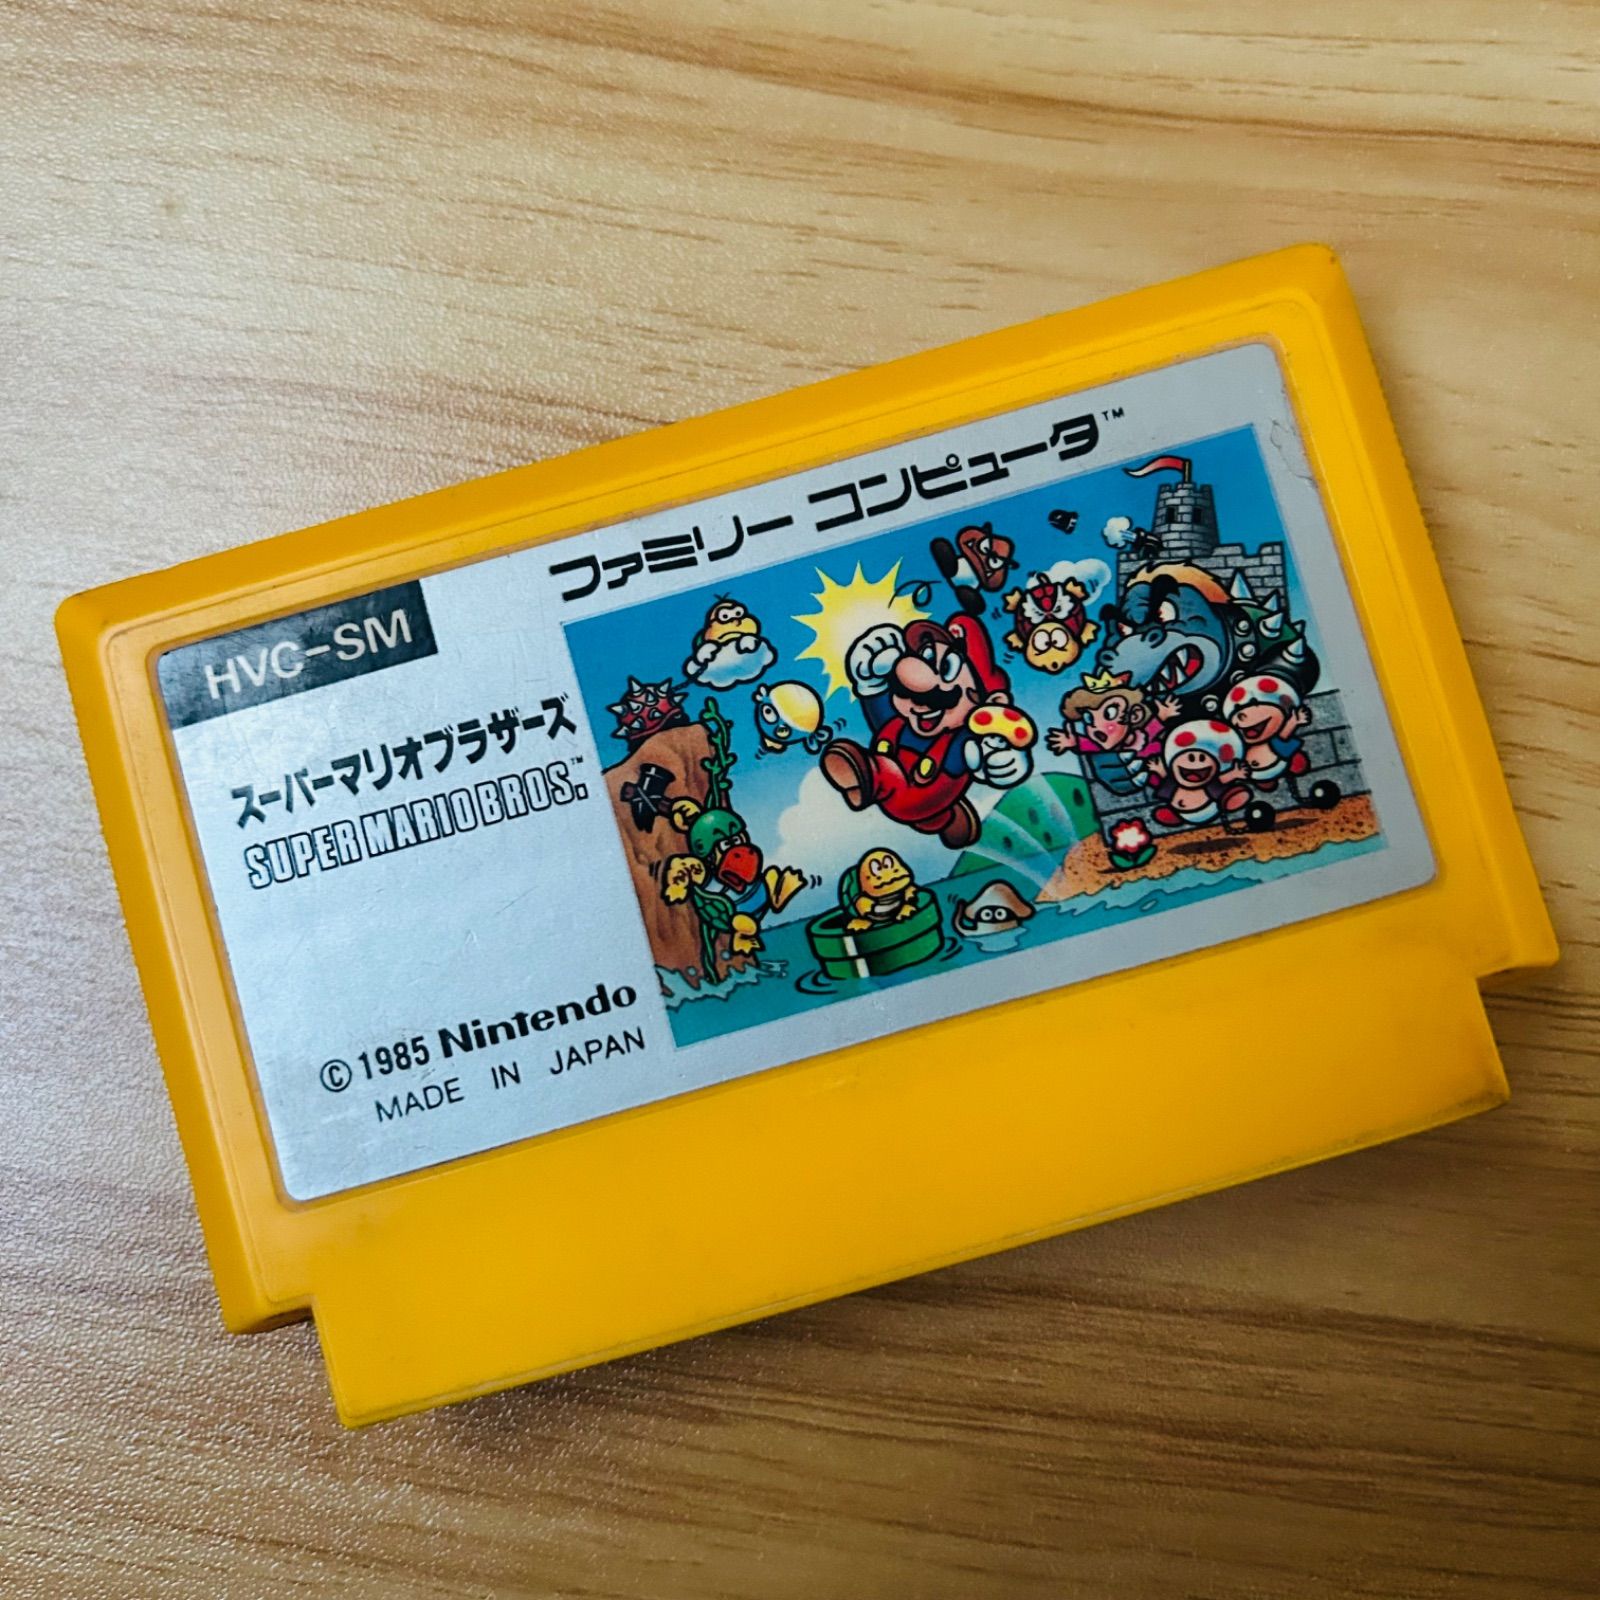 ファミリー コンピュータ™
HVC-SM
スーパーマリオブラザーズ
SUPER MARIO BROS.™
© 1985 Nintendo
MADE IN JAPAN